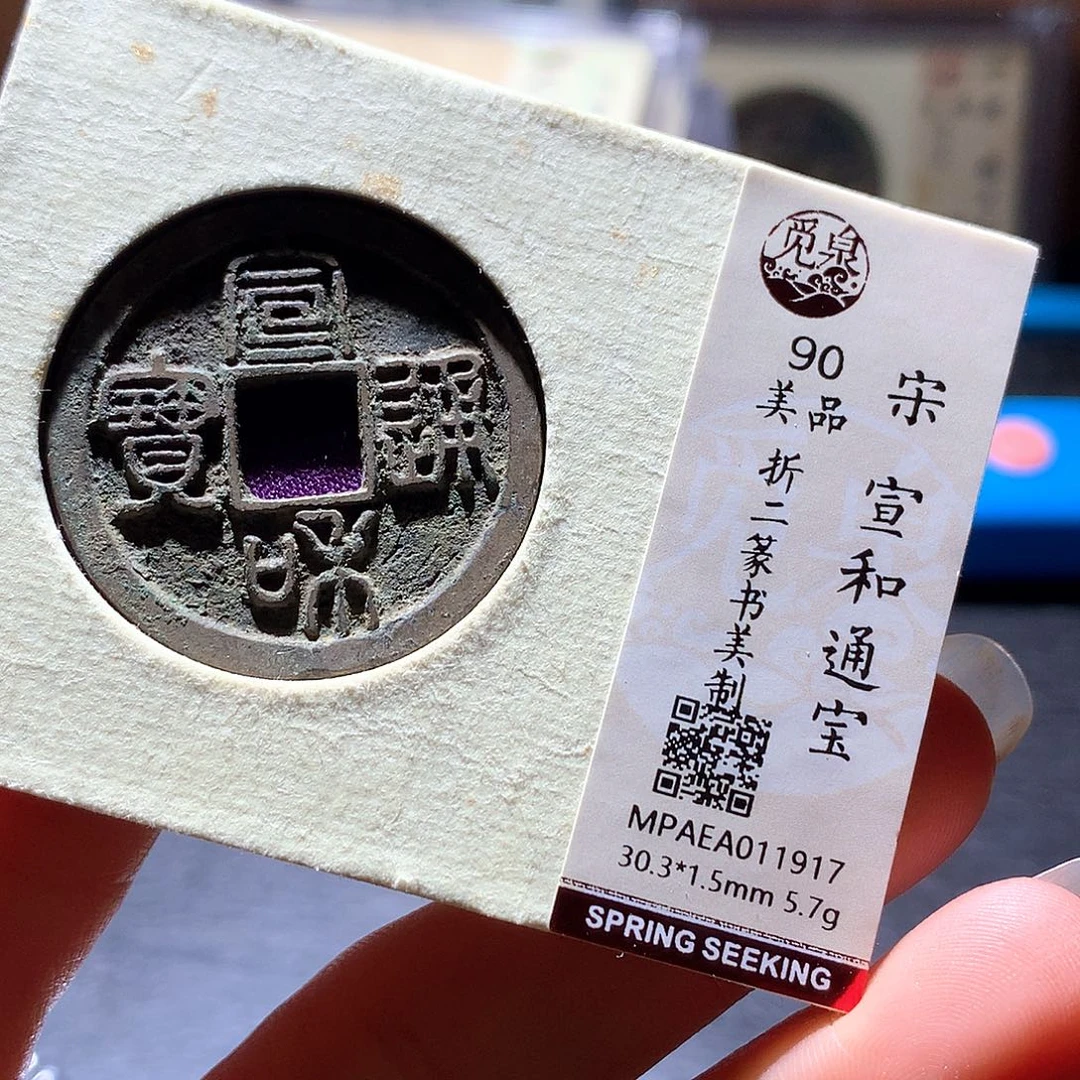 宣和通寶
觅泉
宋 宣和通宝
90
美品
折二篆书美制
MPAEA011917
30.3*1.5mm 5.7g
SPRING SEEKING